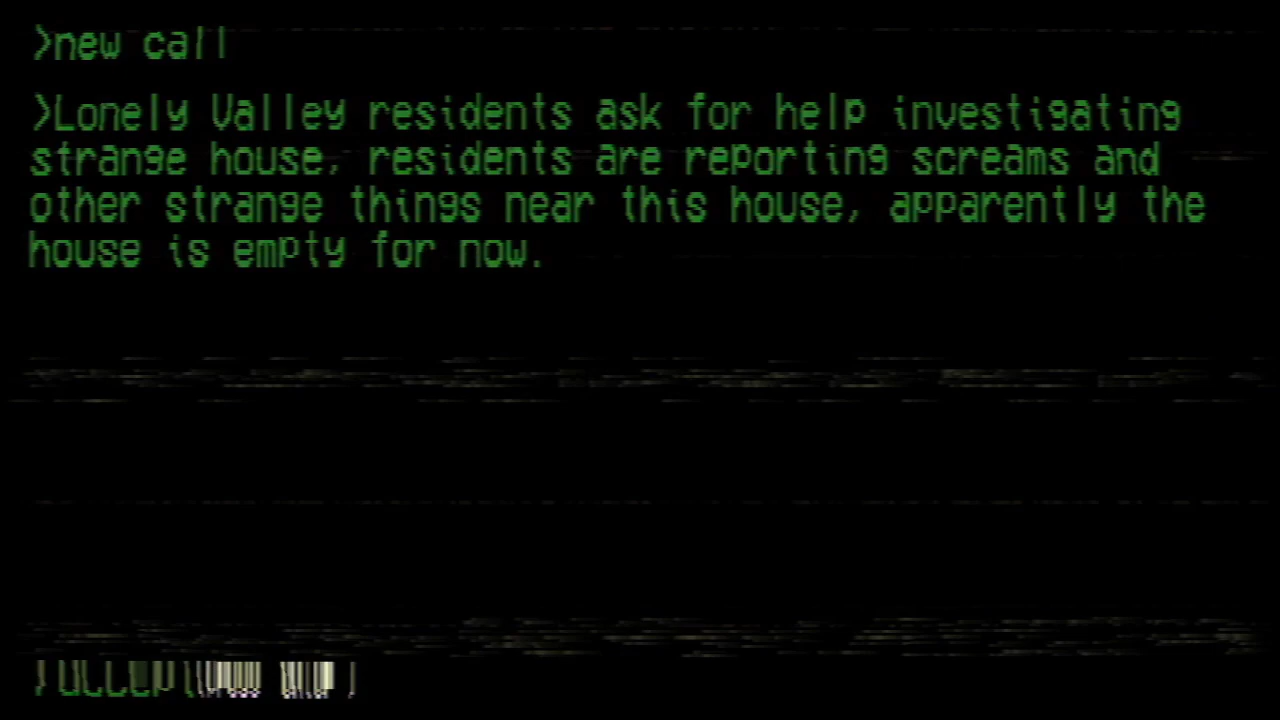 >new call
>Lonely Valley residents ask for help investigating
strange house, residents are reporting screams and
other strange things near this house, apparently the
house is empty for now.
>accept(